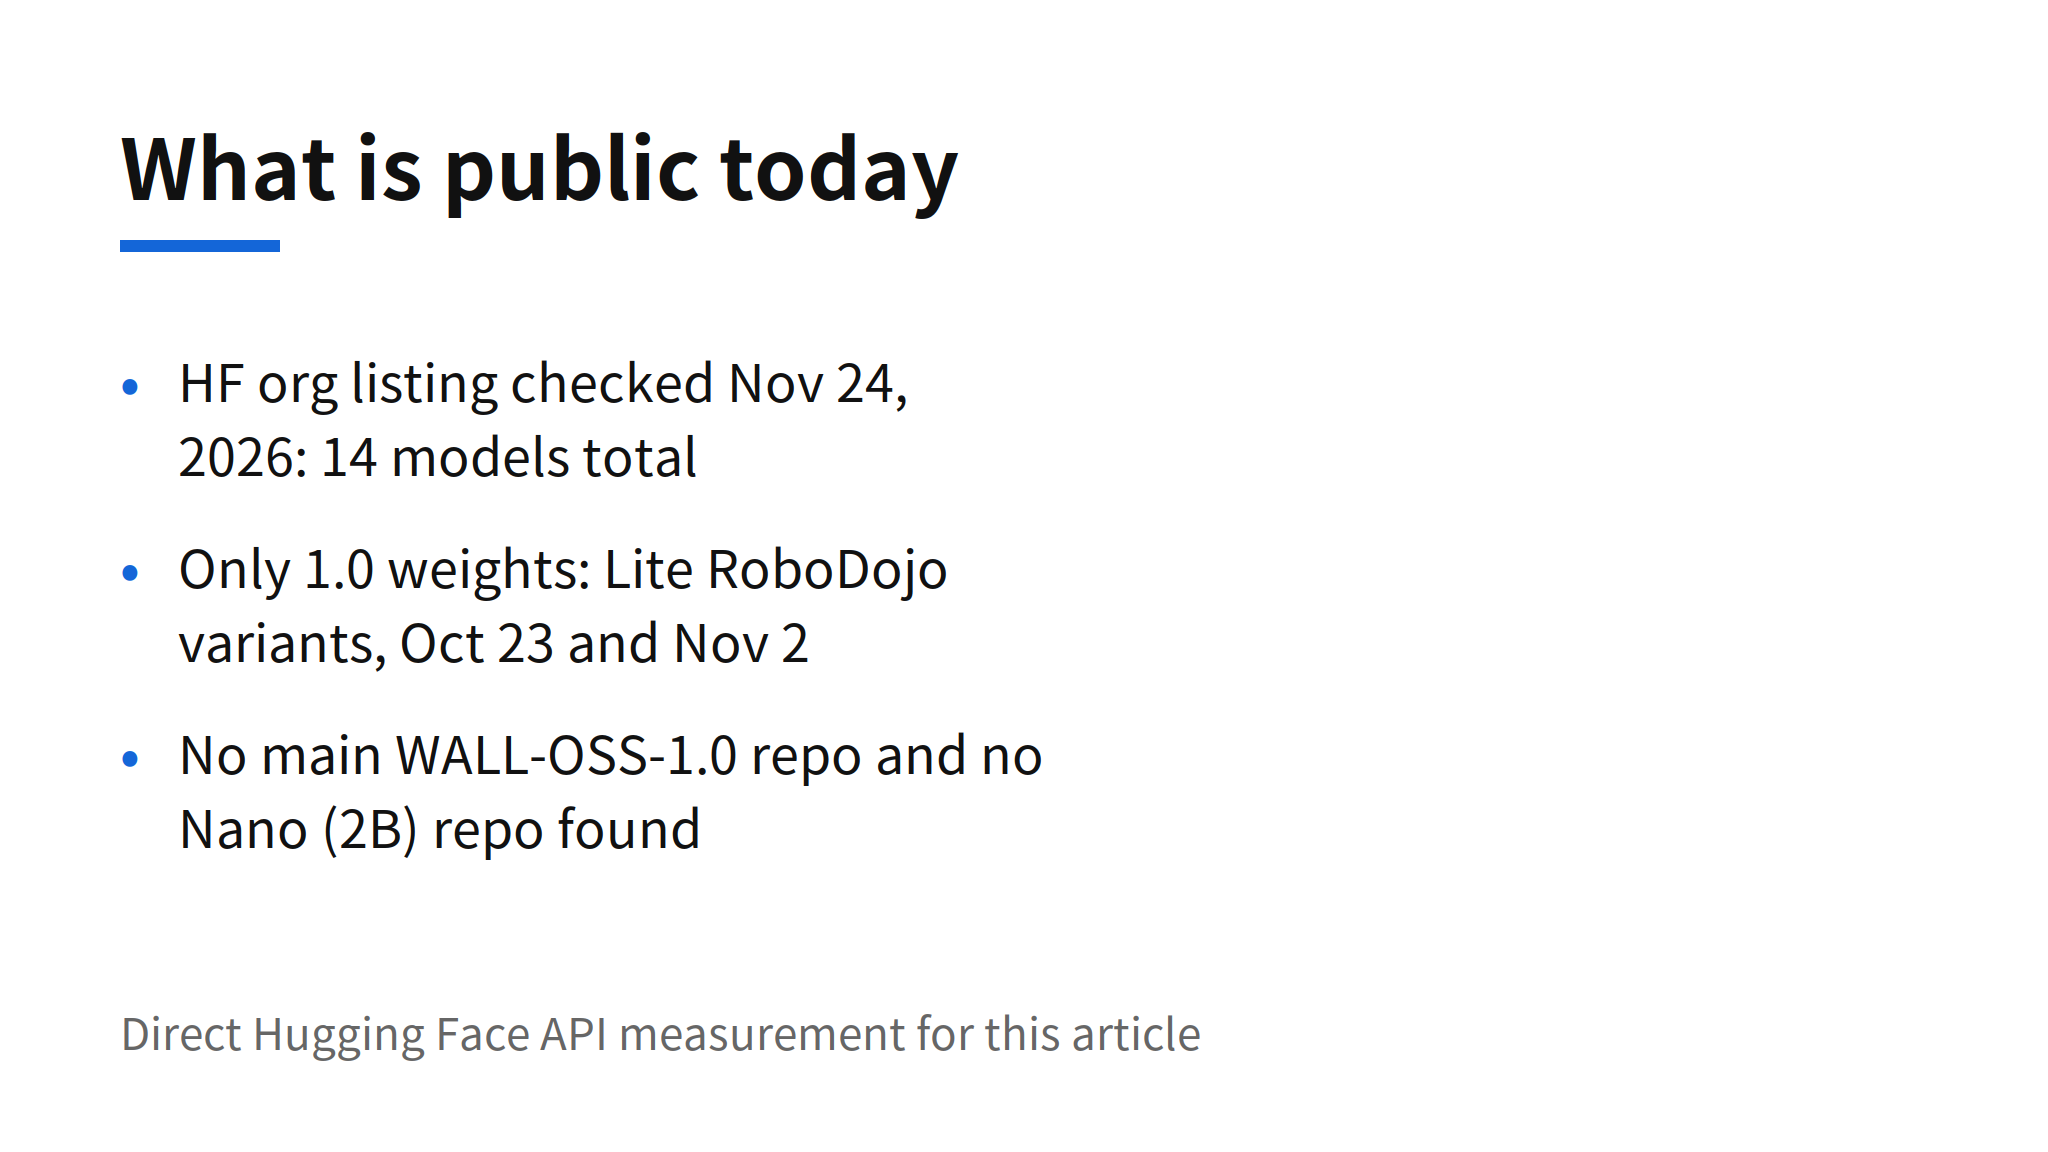 What is public today
• HF org listing checked Nov 24,
2026: 14 models total
• Only 1.0 weights: Lite RoboDojo
variants, Oct 23 and Nov 2
• No main WALL-OSS-1.0 repo and no
Nano (2B) repo found
Direct Hugging Face API measurement for this article